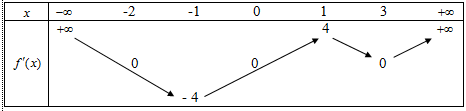 x −∞ -2 -1 0 1 3 +∞
+∞ 4 +∞
f′(x) 0 0 0
- 4